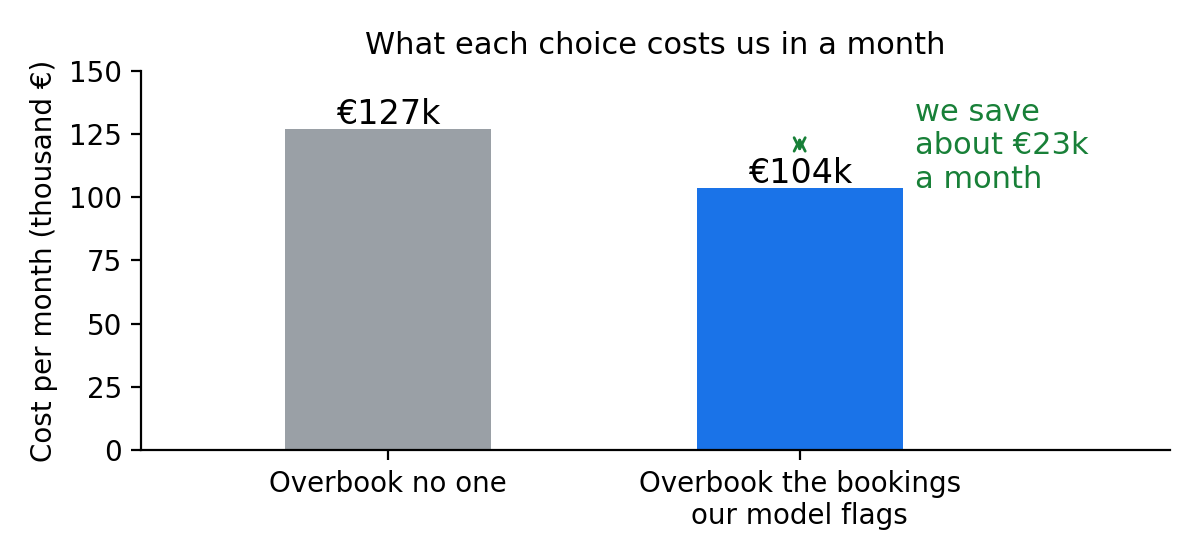 What each choice costs us in a month
Cost per month (thousand €)
150
125
100
75
50
25
0
€127k
€104k
we save
about €23k
a month
Overbook no one
Overbook the bookings
our model flags